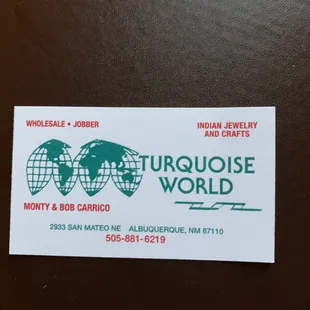 WHOLESALE • JOBBER
INDIAN JEWELRY
AND CRAFTS
TURQUOISE
WORLD
MONTY & BOB CARRICO
2933 SAN MATEO NE ALBUQUERQUE, NM 87110
505-881-6219